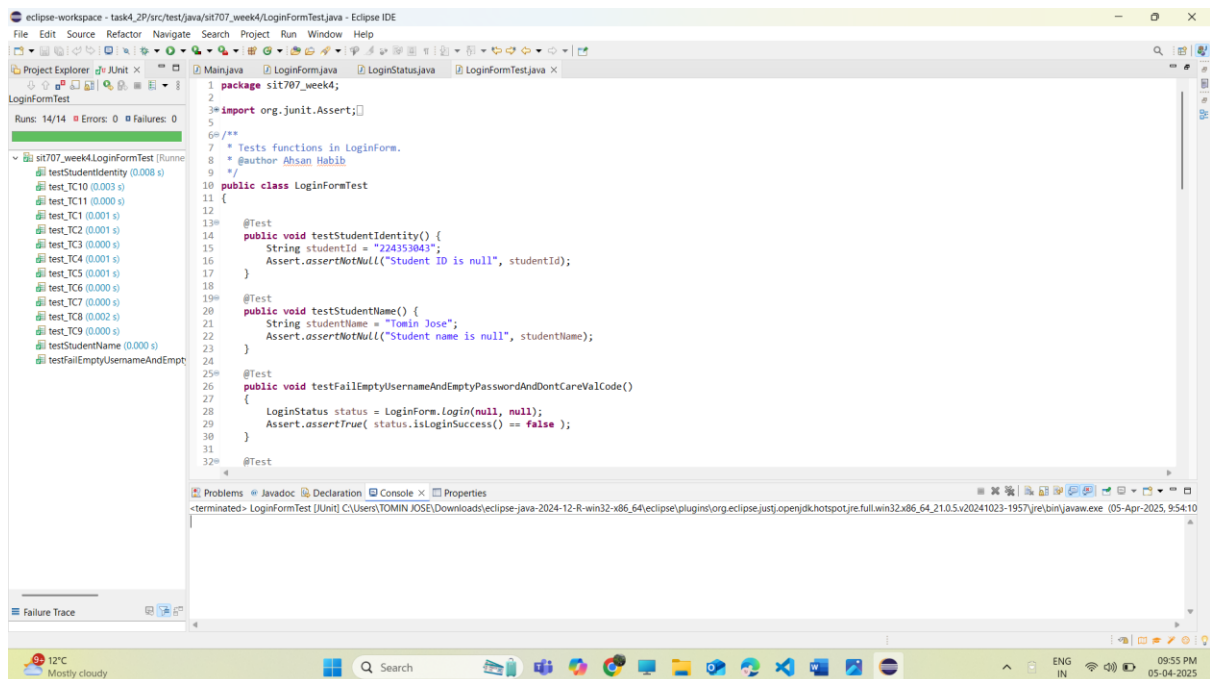 eclipse-workspace - task4_2P/src/test/java/sit707_week4/LoginFormTest.java - Eclipse IDE
File Edit Source Refactor Navigate Search Project Run Window Help
Project Explorer JUnit
Main.java LoginForm.java LoginStatus.java LoginFormTest.java
LoginFormTest
Runs: 14/14 Errors: 0 Failures: 0
sit707_week4.LoginFormTest [Runne
testStudentIdentity (0.008 s)
test_TC10 (0.003 s)
test_TC11 (0.000 s)
test_TC1 (0.001 s)
test_TC2 (0.001 s)
test_TC3 (0.000 s)
test_TC4 (0.001 s)
test_TC5 (0.001 s)
test_TC6 (0.000 s)
test_TC7 (0.000 s)
test_TC8 (0.002 s)
test_TC9 (0.000 s)
testStudentName (0.000 s)
testFailEmptyUsernameAndEmpty
Failure Trace
1 package sit707_week4;
2
3 import org.junit.Assert;
5
6 /**
7 * Tests functions in LoginForm.
8 * @author Ahsan Habib
9 */
10 public class LoginFormTest
11 {
12
13 @Test
14 public void testStudentIdentity() {
15 String studentId = "224353043";
16 Assert.assertNotNull("Student ID is null", studentId);
17 }
18
19 @Test
20 public void testStudentName() {
21 String studentName = "Tomin Jose";
22 Assert.assertNotNull("Student name is null", studentName);
23 }
24
25 @Test
26 public void testFailEmptyUsernameAndEmptyPasswordAndDontCareValCode()
27 {
28 LoginStatus status = LoginForm.login(null, null);
29 Assert.assertTrue( status.isLoginSuccess() == false );
30 }
31
32 @Test
Problems Javadoc Declaration Console Properties
<terminated> LoginFormTest [JUnit] C:\Users\TOMIN JOSE\Downloads\eclipse-java-2024-12-R-win32-x86_64\eclipse\plugins\org.eclipse.justj.openjdk.hotspot.jre.full.win32.x86_64_21.0.5.v20241023-1957\jre\bin\javaw.exe (05-Apr-2025, 9:54:10
9+
12°C
Mostly cloudy
Search
ENG
IN
09:55 PM
05-04-2025